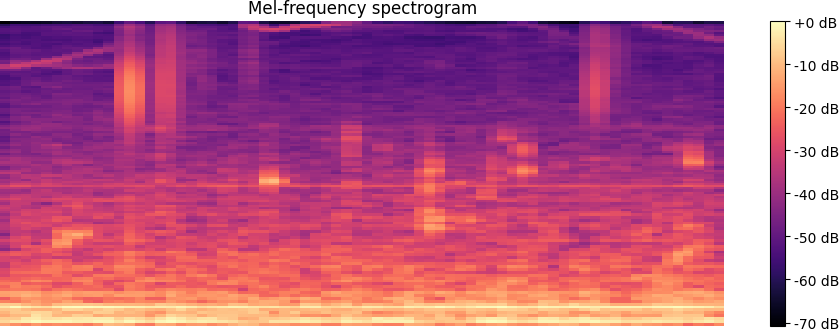 Mel-frequency spectrogram
+0 dB
-10 dB
-20 dB
-30 dB
-40 dB
-50 dB
-60 dB
-70 dB